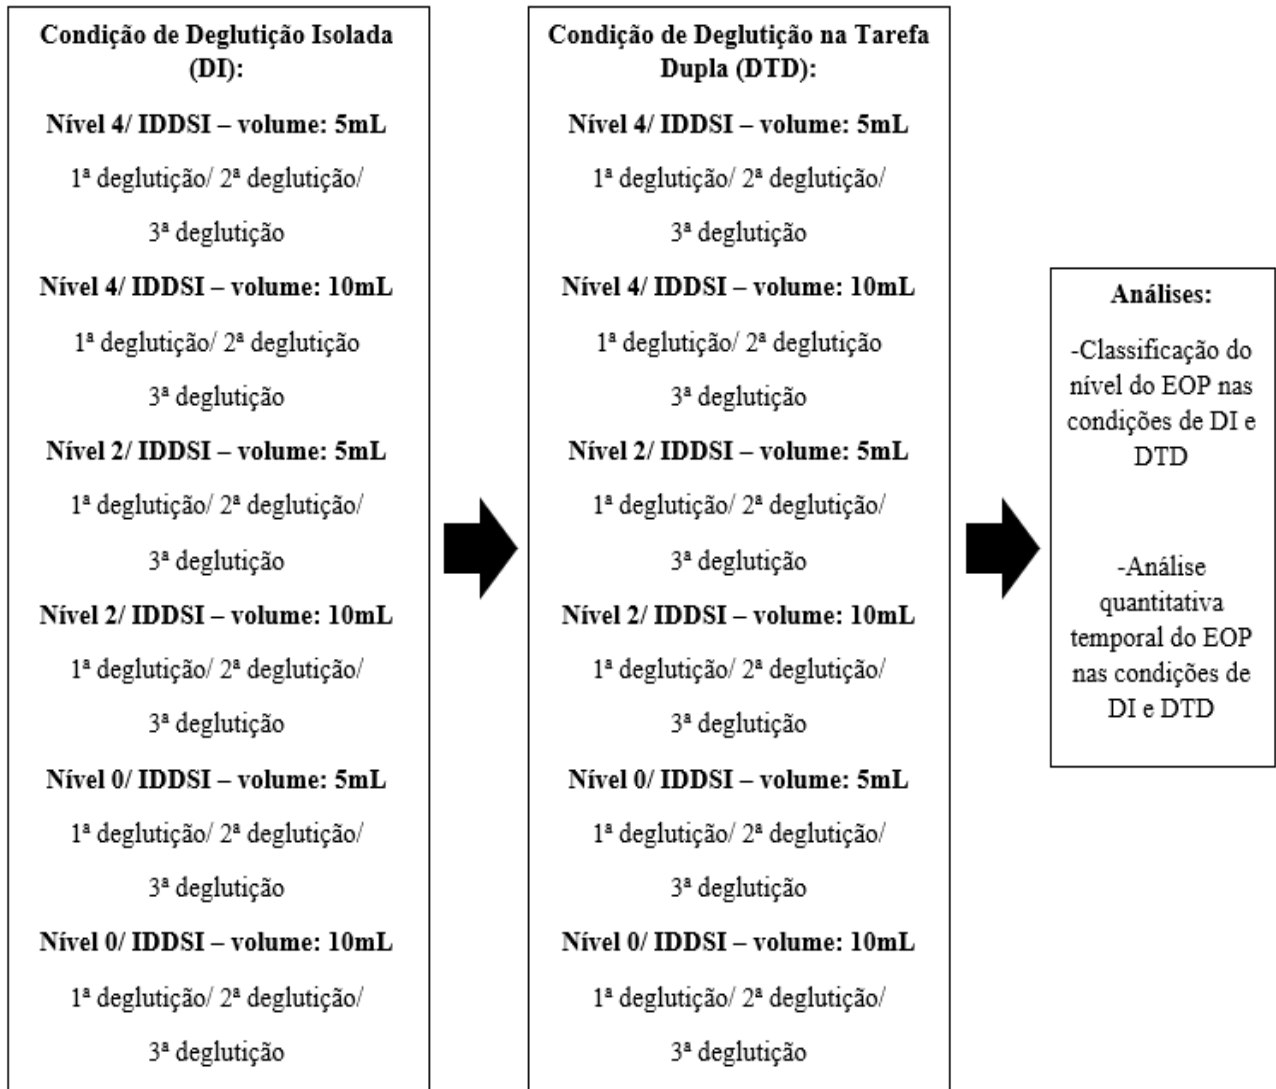 Condição de Deglutição Isolada
(DI):
Nível 4/ IDDSI – volume: 5mL
1ª deglutição/ 2ª deglutição/
3ª deglutição
Nível 4/ IDDSI – volume: 10mL
1ª deglutição/ 2ª deglutição
3ª deglutição
Nível 2/ IDDSI – volume: 5mL
1ª deglutição/ 2ª deglutição/
3ª deglutição
Nível 2/ IDDSI – volume: 10mL
1ª deglutição/ 2ª deglutição/
3ª deglutição
Nível 0/ IDDSI – volume: 5mL
1ª deglutição/ 2ª deglutição/
3ª deglutição
Nível 0/ IDDSI – volume: 10mL
1ª deglutição/ 2ª deglutição/
3ª deglutição
Condição de Deglutição na Tarefa
Dupla (DTD):
Nível 4/ IDDSI – volume: 5mL
1ª deglutição/ 2ª deglutição/
3ª deglutição
Nível 4/ IDDSI – volume: 10mL
1ª deglutição/ 2ª deglutição
3ª deglutição
Nível 2/ IDDSI – volume: 5mL
1ª deglutição/ 2ª deglutição/
3ª deglutição
Nível 2/ IDDSI – volume: 10mL
1ª deglutição/ 2ª deglutição/
3ª deglutição
Nível 0/ IDDSI – volume: 5mL
1ª deglutição/ 2ª deglutição/
3ª deglutição
Nível 0/ IDDSI – volume: 10mL
1ª deglutição/ 2ª deglutição/
3ª deglutição
Análises:
-Classificação do
nível do EOP nas
condições de DI e
DTD
-Análise
quantitativa
temporal do EOP
nas condições de
DI e DTD